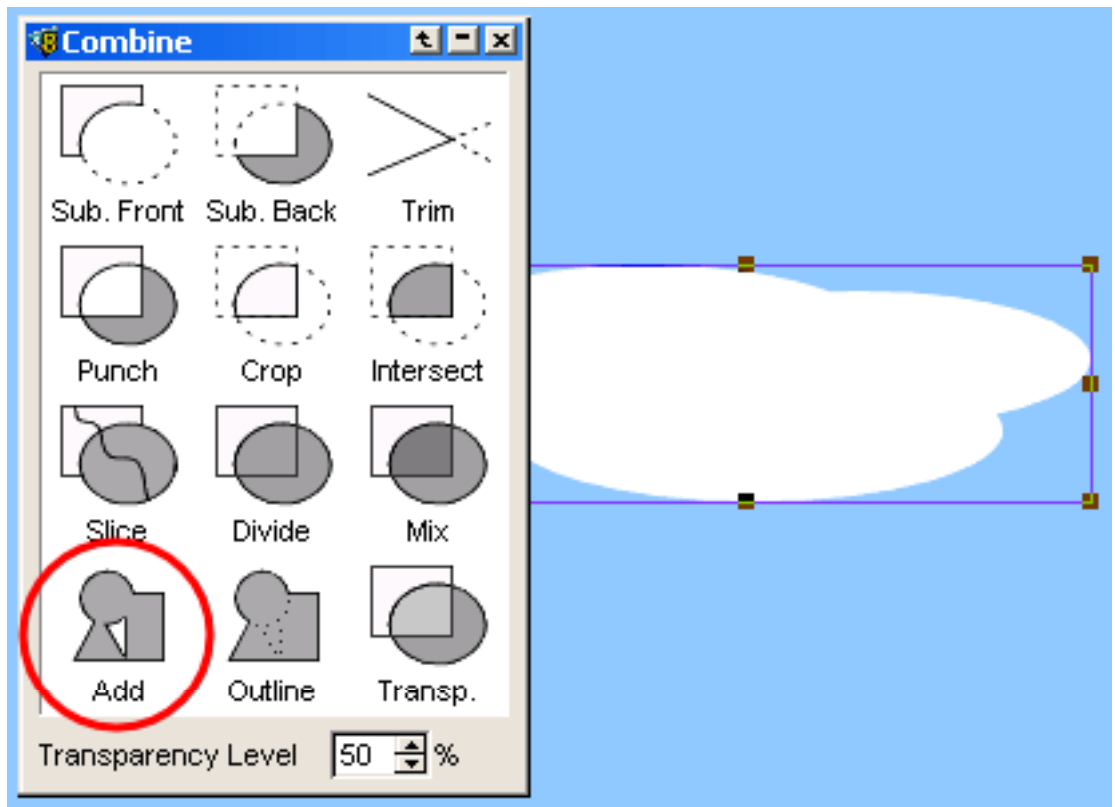 Combine
Sub. Front Sub. Back Trim
Punch Crop Intersect
Slice Divide Mix
Add Outline Transp.
Transparency Level 50 %